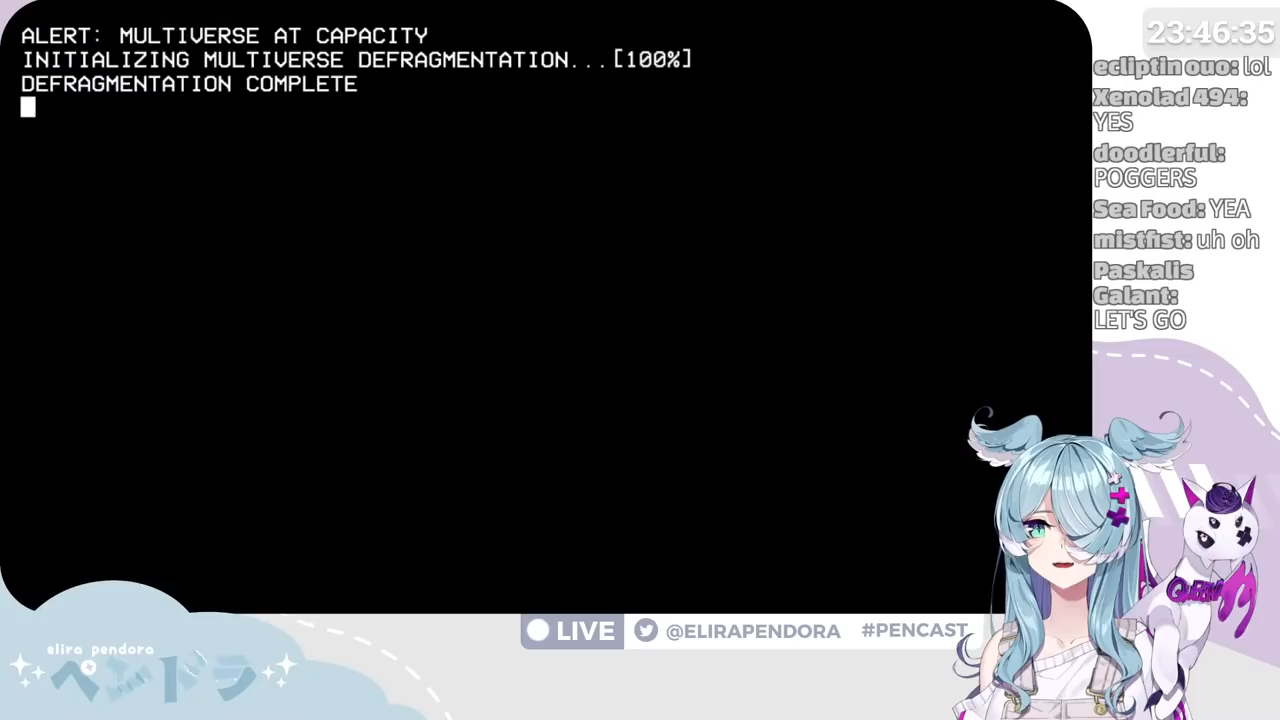 ALERT: MULTIVERSE AT CAPACITY
INITIALIZING MULTIVERSE DEFRAGMENTATION...[100%]
DEFRAGMENTATION COMPLETE
23:46:35
ecliptin ouo: lol
Xenolad 494:
YES
doodlerful:
POGGERS
Sea Food: YEA
mistfist: uh oh
Paskalis
Galant:
LET'S GO
QUEEN
LIVE @ELIRAPENDORA #PENCAST
elira pendora
ペンドラ